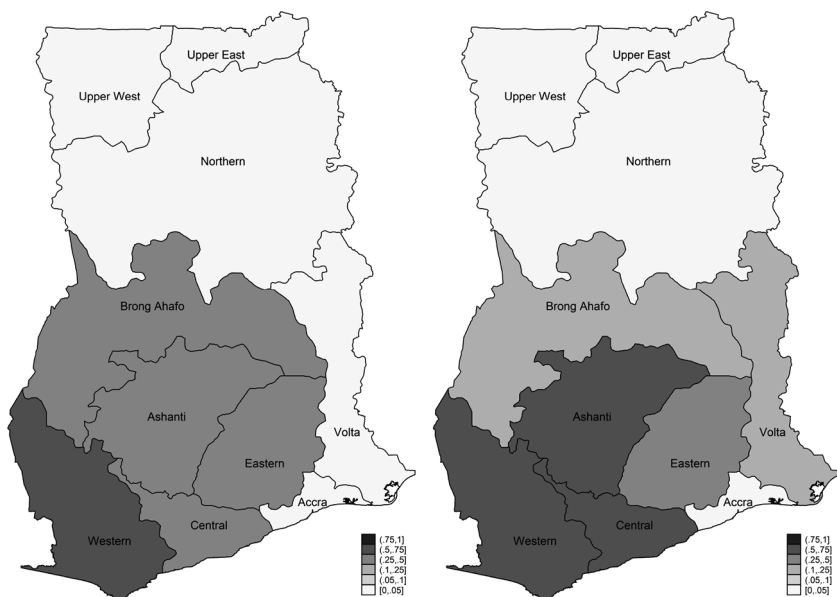 Upper East
Upper West
Northern
Brong Ahafo
Ashanti
Volta
Eastern
Accra
Central
Western
(.75,1]
(.5,.75]
(.25,.5]
(.1,.25]
(.05,.1]
[0,.05]
Upper East
Upper West
Northern
Brong Ahafo
Ashanti
Volta
Eastern
Accra
Central
Western
(.75,1]
(.5,.75]
(.25,.5]
(.1,.25]
(.05,.1]
[0,.05]